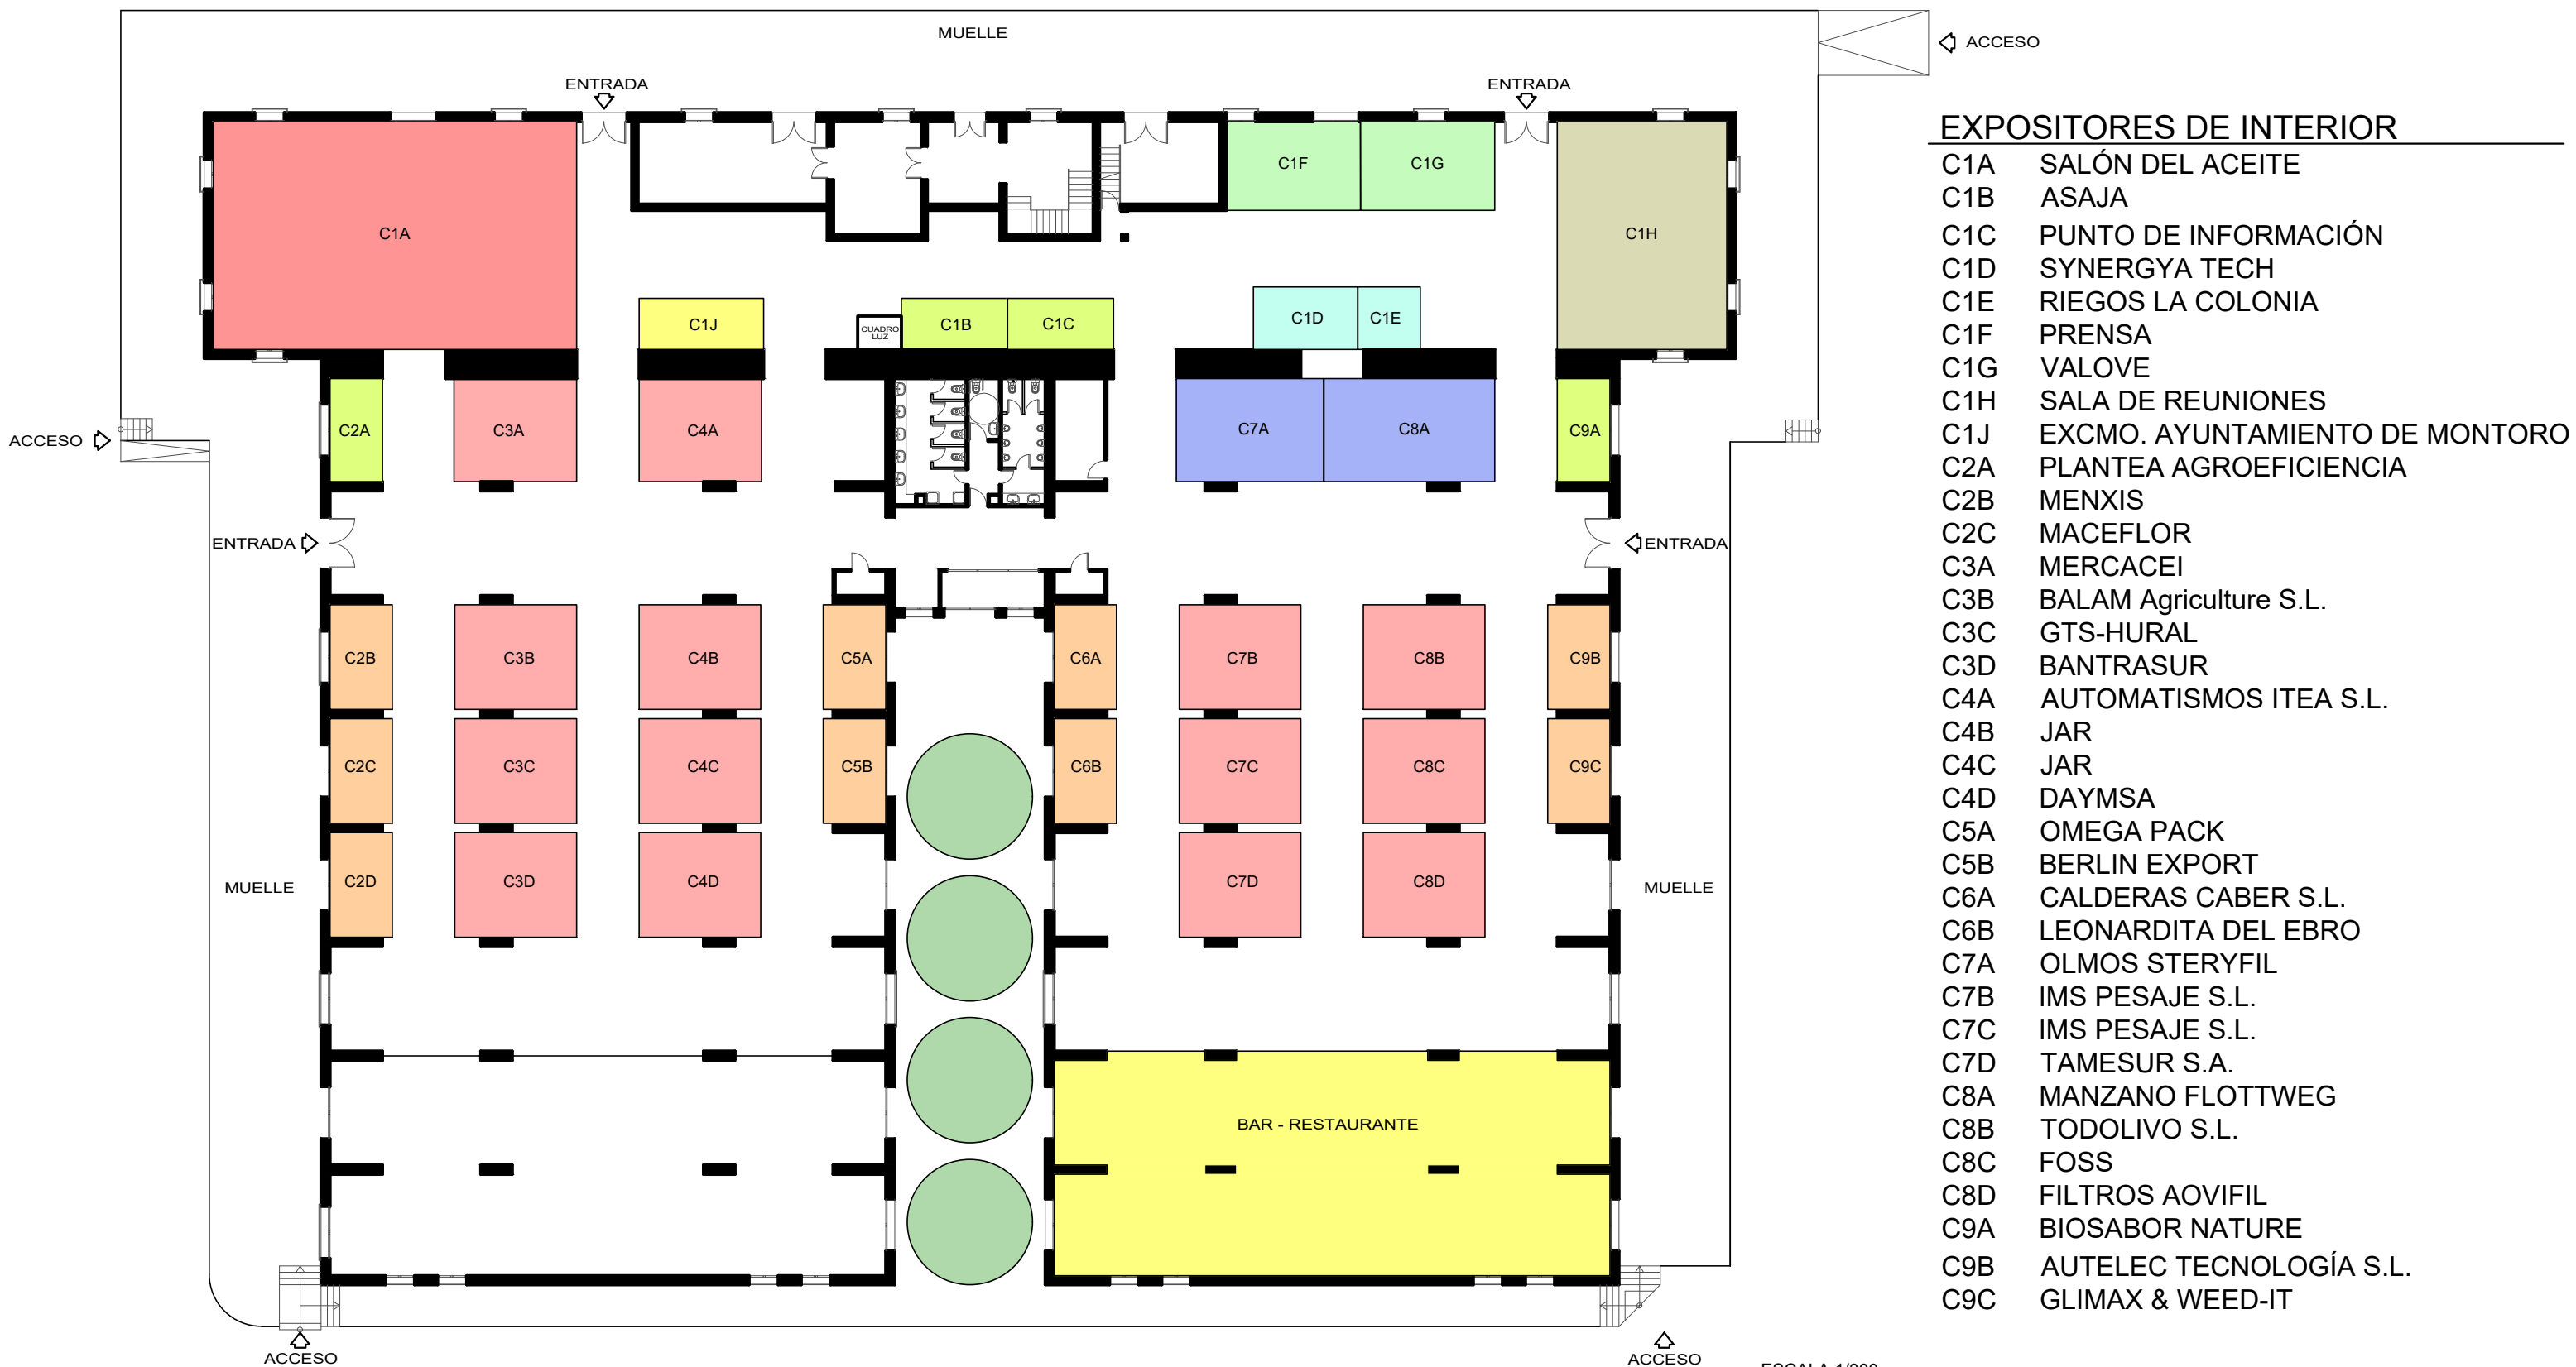 MUELLE
ACCESO
ENTRADA
ENTRADA
C1A
C1F
C1G
C1H
C1J
CUADRO
LUZ
C1B
C1C
C1D
C1E
C2A
C3A
C4A
C7A
C8A
C9A
ACCESO
ENTRADA
ENTRADA
C2B
C3B
C4B
C5A
C6A
C7B
C8B
C9B
C2C
C3C
C4C
C5B
C6B
C7C
C8C
C9C
MUELLE
C2D
C3D
C4D
C7D
C8D
MUELLE
BAR - RESTAURANTE
ACCESO
ACCESO
EXPOSITORES DE INTERIOR
C1A SALÓN DEL ACEITE
C1B ASAJA
C1C PUNTO DE INFORMACIÓN
C1D SYNERGYA TECH
C1E RIEGOS LA COLONIA
C1F PRENSA
C1G VALOVE
C1H SALA DE REUNIONES
C1J EXCMO. AYUNTAMIENTO DE MONTORO
C2A PLANTEA AGROEFICIENCIA
C2B MENXIS
C2C MACEFLOR
C3A MERCACEI
C3B BALAM Agriculture S.L.
C3C GTS-HURAL
C3D BANTRASUR
C4A AUTOMATISMOS ITEA S.L.
C4B JAR
C4C JAR
C4D DAYMSA
C5A OMEGA PACK
C5B BERLIN EXPORT
C6A CALDERAS CABER S.L.
C6B LEONARDITA DEL EBRO
C7A OLMOS STERYFIL
C7B IMS PESAJE S.L.
C7C IMS PESAJE S.L.
C7D TAMESUR S.A.
C8A MANZANO FLOTTWEG
C8B TODOLIVO S.L.
C8C FOSS
C8D FILTROS AOVIFIL
C9A BIOSABOR NATURE
C9B AUTELEC TECNOLOGÍA S.L.
C9C GLIMAX & WEED-IT